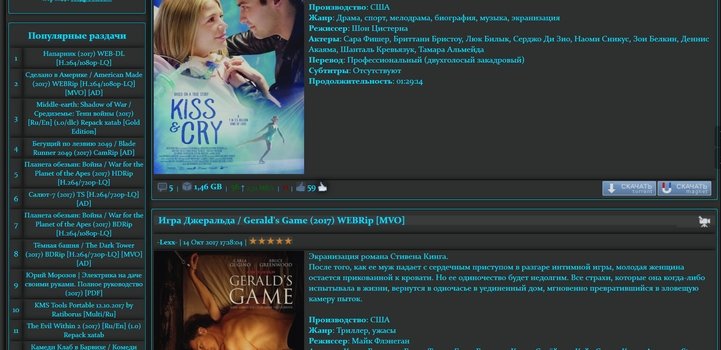 Популярные раздачи
1 Напарник (2017) WEB-DL
[H.264/1080p-LQ]
2 Сделано в Америке / American Made
(2017) WEBRip [H.264/1080p-LQ]
[MVO] [AD]
3 Middle-earth: Shadow of War /
Средиземье: Тени войны (2017)
[Ru/En] (1.0/dlc) Repack xatab [Gold
Edition]
4 Бегущий по лезвию 2049 / Blade
Runner 2049 (2017) CamRip [AD]
5 Планета обезьян: Война / War for the
Planet of the Apes (2017) HDRip
[H.264/720p-LQ]
6 Салют-7 (2017) TS [H.264/720p-LQ]
[AD]
7 Планета обезьян: Война / War for the
Planet of the Apes (2017) BDRip
[H.264/1080p-LQ]
8 Тёмная башня / The Dark Tower
(2017) BDRip [H.264/720p-LQ] [MVO]
[AD]
9 Юрий Морозов | Электрика на даче
своими руками. Полное руководство
(2017) [PDF]
10 KMS Tools Portable 12.10.2017 by
Ratiborus [Multi/Ru]
11 The Evil Within 2 (2017) [Ru/En] (1.0)
Repack xatab
Камеди Клаб в Барвихе / Комеди
BASED ON A TRUE STORY
KISS
& CRY
Производство: США
Жанр: Драма, спорт, мелодрама, биография, музыка, экранизация
Режиссер: Шон Цистерна
Актеры: Сара Фишер, Бриттани Бристоу, Люк Билык, Серджо Ди Зио, Наоми Сникус, Зон Белкин, Деннис
Акаяма, Шанталь Кревязук, Тамара Альмейда
Перевод: Профессиональный (двухголосый закадровый)
Субтитры: Отсутствуют
Продолжительность: 01:29:14
5 | 1,46 GB | 59
СКАЧАТЬ
torrent
СКАЧАТЬ
magnet
Игра Джеральда / Gerald's Game (2017) WEBRip [MVO]
-Lexx- | 14 Окт 2017 17:28:04 |
CARLA
GUGINO
BRUCE
GREENWOOD
GERALD'S
GAME
Экранизация романа Стивена Кинга.
После того, как ее муж падает с сердечным приступом в разгаре интимной игры, молодая женщина
остается прикованной к кровати. Но ее одиночество будет недолгим. Все страхи, которые она когда-либо
испытывала в жизни, вернутся в одночасье в уединенный дом, мгновенно превратившийся в зловещую
камеру пыток.
Производство: США
Жанр: Триллер, ужасы
Режиссер: Майк Флэнеган